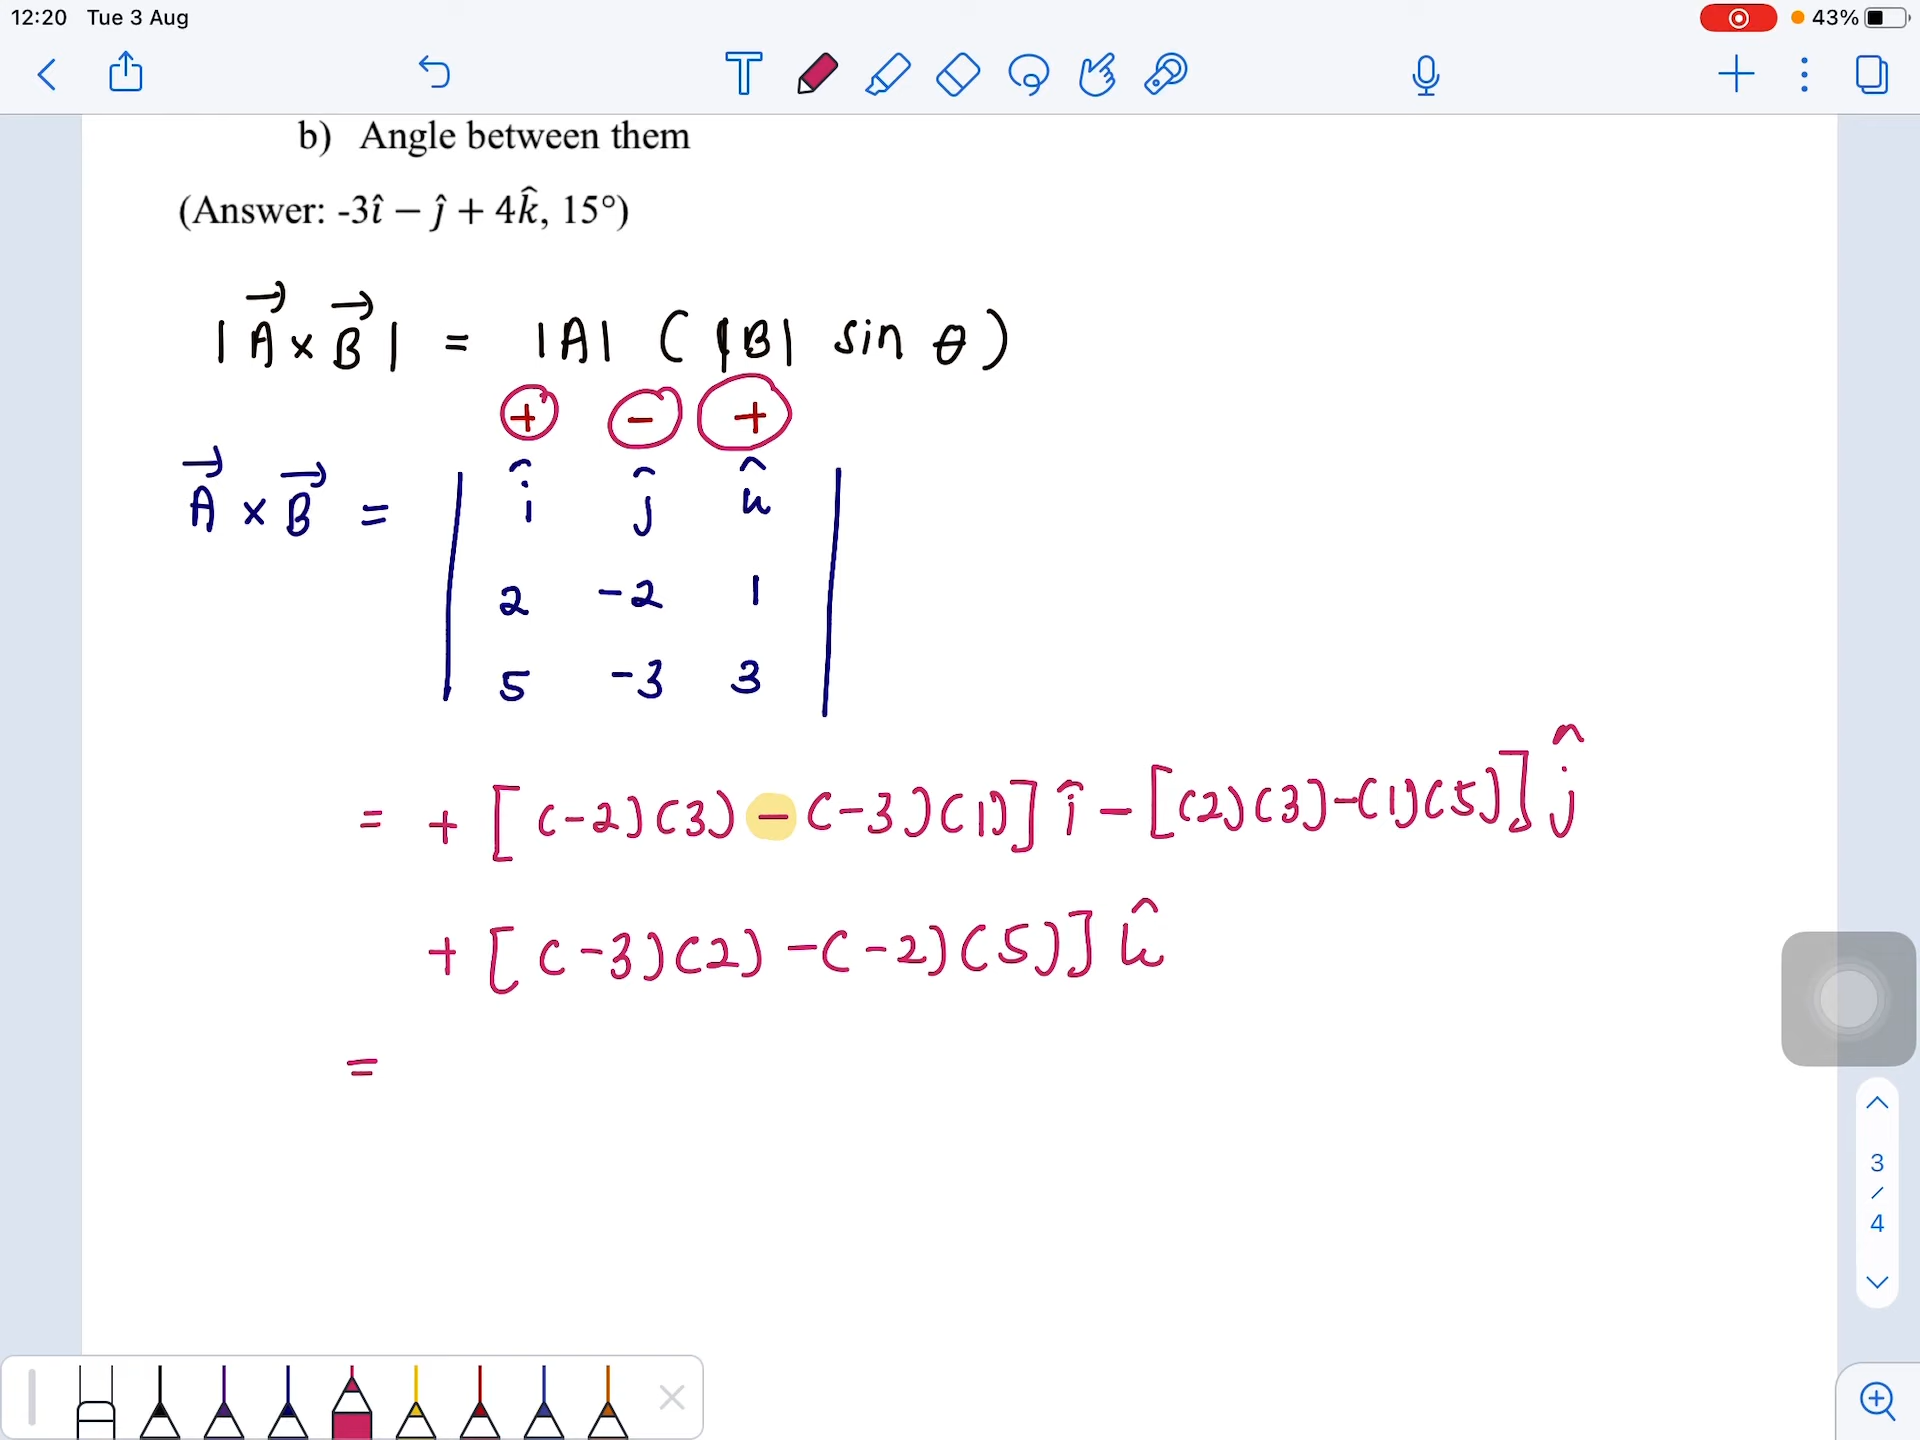 12:20 Tue 3 Aug 43%
T
b) Angle between them
(Answer: -3î − ĵ + 4k̂, 15°)
|A⃗ × B⃗| = |A| (|B| sin θ)
+ − +
A⃗ × B⃗ = | î ĵ k̂ |
2 -2 1
5 -3 3
= + [(-2)(3) - (-3)(1)] î - [(2)(3) - (1)(5)] ĵ
+ [(-3)(2) - (-2)(5)] k̂
=
3
/
4